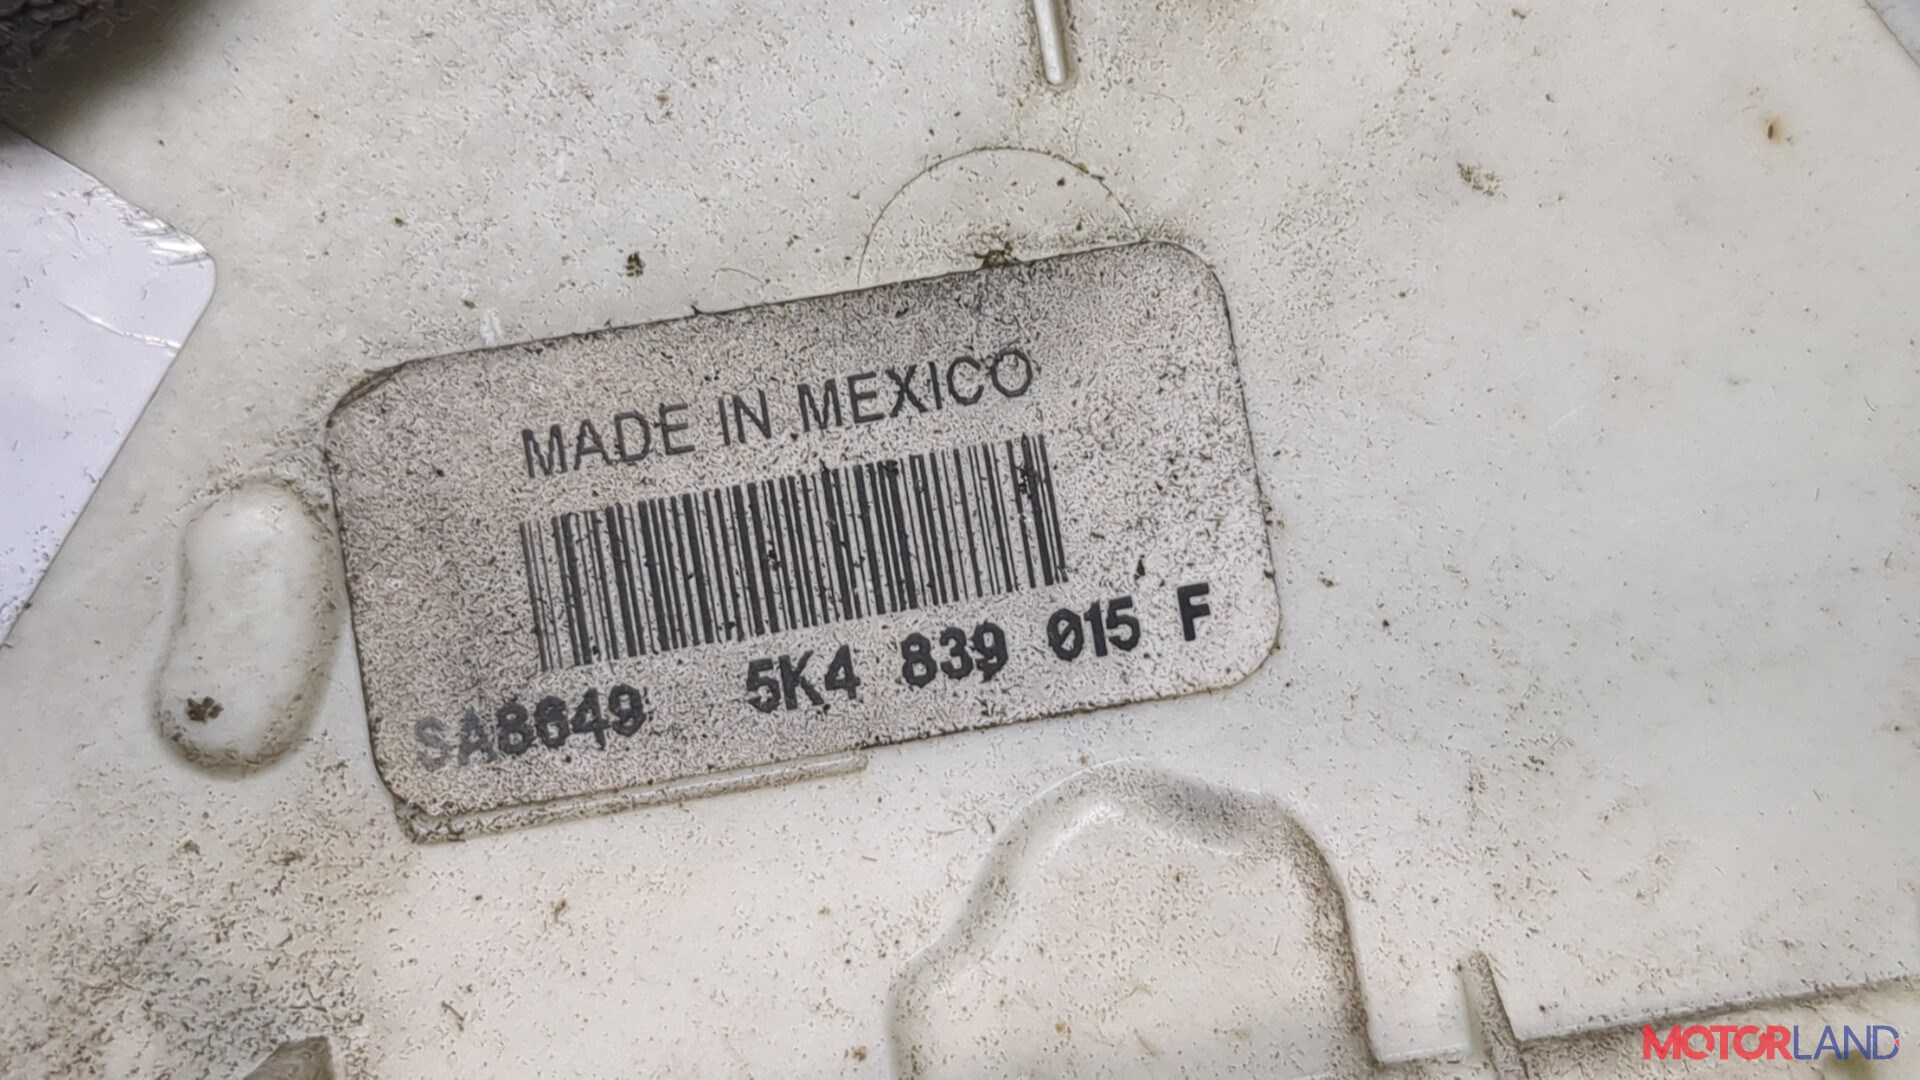 MADE IN MEXICO
SA8649 5K4 839 015 F
MOTORLAND